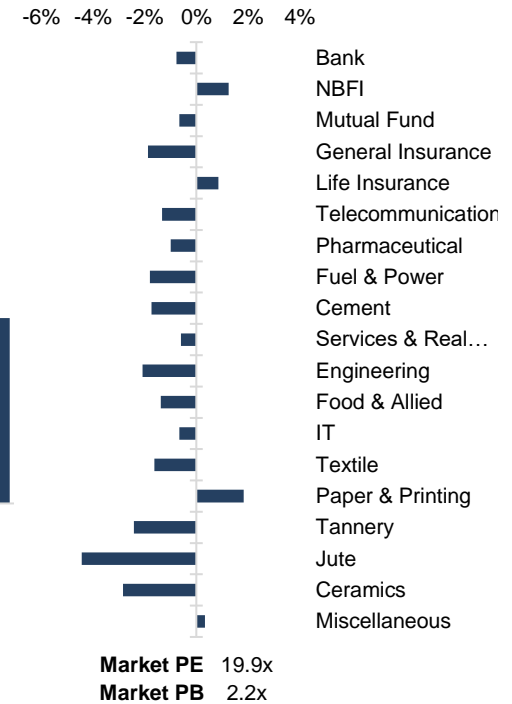 -6% -4% -2% 0% 2% 4%
Bank
NBFI
Mutual Fund
General Insurance
Life Insurance
Telecommunication
Pharmaceutical
Fuel & Power
Cement
Services & Real…
Engineering
Food & Allied
IT
Textile
Paper & Printing
Tannery
Jute
Ceramics
Miscellaneous
Market PE 19.9x
Market PB 2.2x